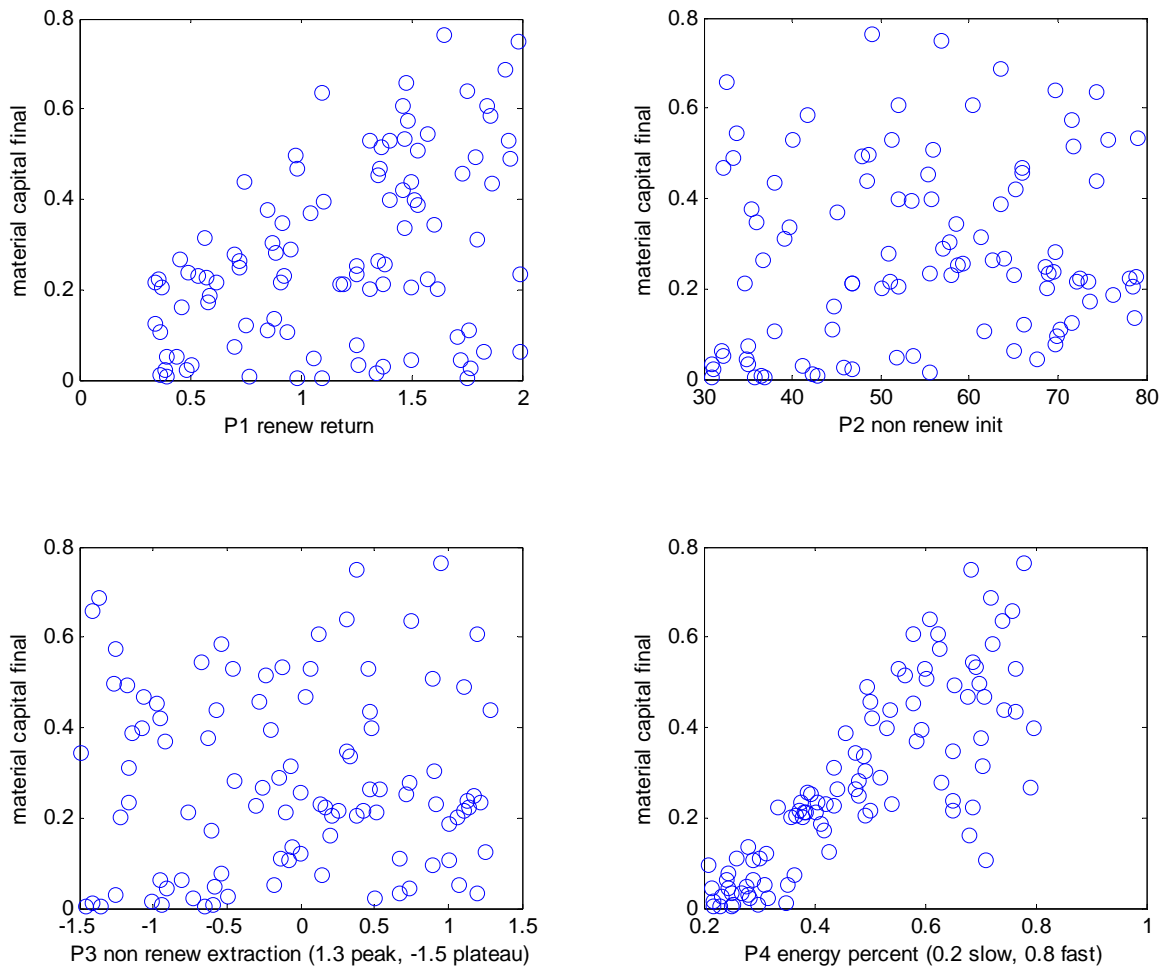 0.8 0.8
0.6 0.6
0.4 0.4
0.2 0.2
0 0
material capital final material capital final
0 0.5 1 1.5 2 30 40 50 60 70 80
P1 renew return P2 non renew init
0.8 0.8
0.6 0.6
0.4 0.4
0.2 0.2
0 0
material capital final material capital final
-1.5 -1 -0.5 0 0.5 1 1.5 0.2 0.4 0.6 0.8 1
P3 non renew extraction (1.3 peak, -1.5 plateau) P4 energy percent (0.2 slow, 0.8 fast)